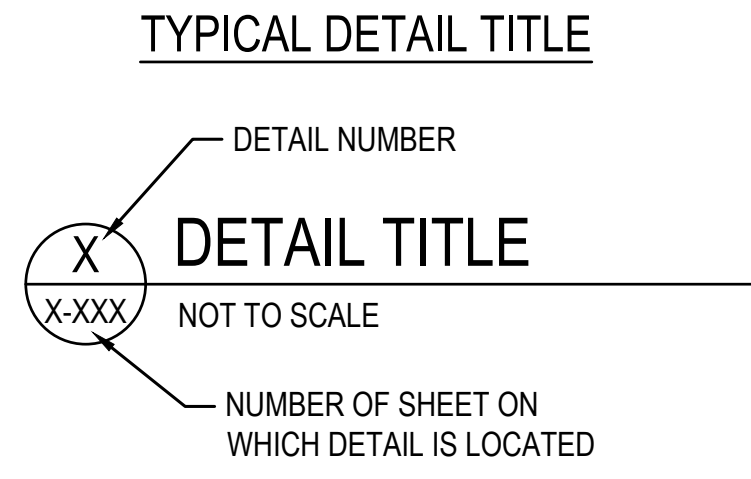 TYPICAL DETAIL TITLE
DETAIL NUMBER
X
DETAIL TITLE
X-XXX
NOT TO SCALE
NUMBER OF SHEET ON
WHICH DETAIL IS LOCATED